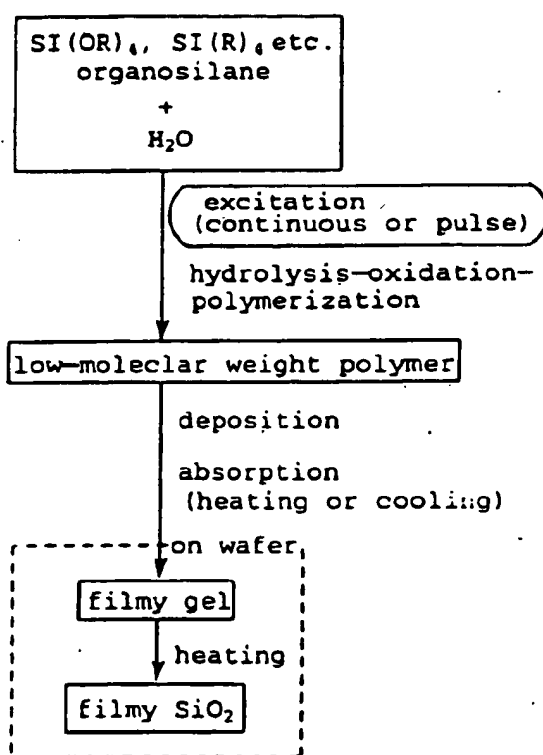 SI(OR)₄, SI(R)₄ etc.
organosilane
+
H₂O
excitation
(continuous or pulse)
hydrolysis-oxidation-
polymerization
low-moleclar weight polymer
deposition
absorption
(heating or cooling)
on wafer
filmy gel
heating
filmy SiO₂